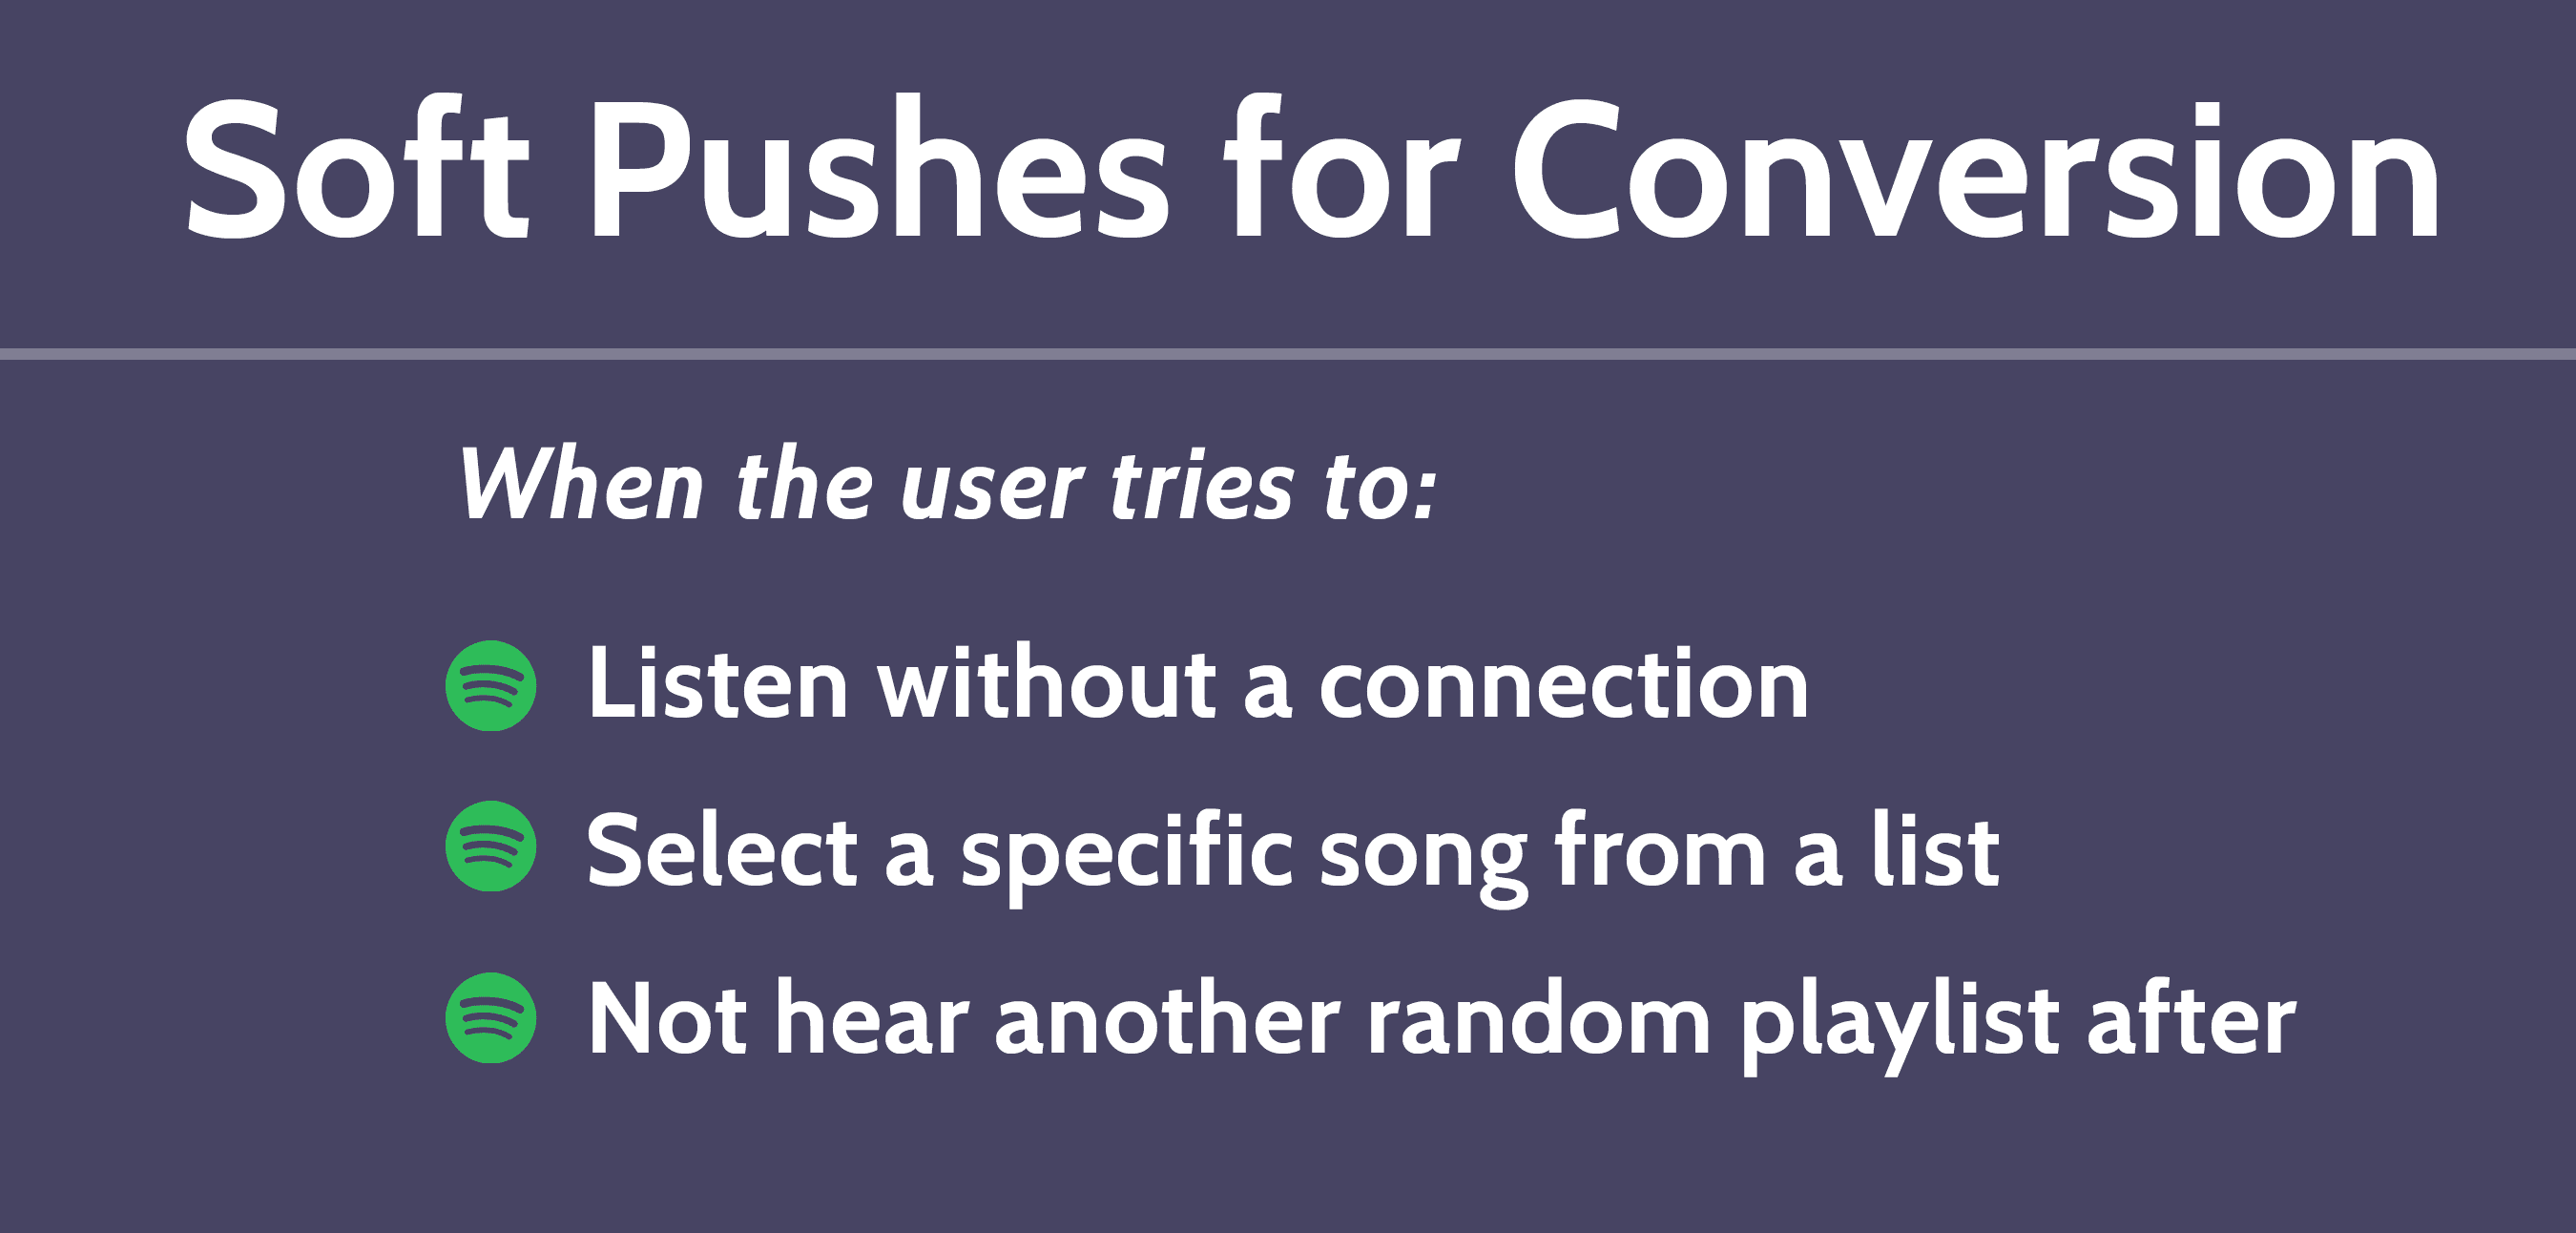 Soft Pushes for Conversion
When the user tries to:
Listen without a connection
Select a specific song from a list
Not hear another random playlist after